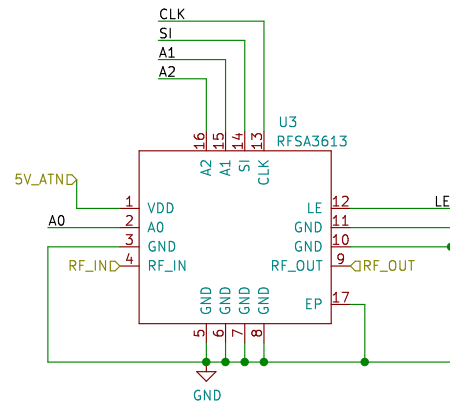 CLK
SI
A1
A2
16 15 14 13
U3
RFSA3613
A2 A1 SI CLK
5V_ATN
1 VDD LE 12 LE
A0 2 A0 GND 11
3 GND GND 10
RF_IN 4 RF_IN RF_OUT 9 RF_OUT
GND GND GND GND
EP 17
5 6 7 8
GND